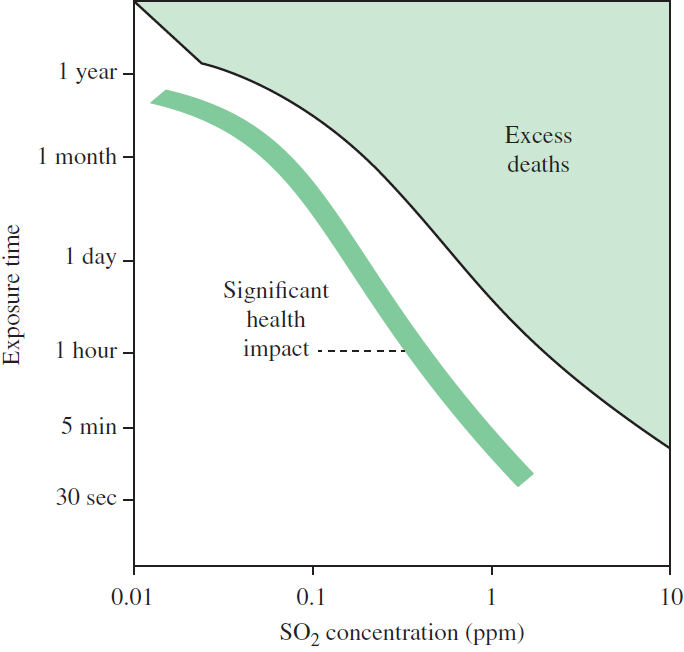 1 year
1 month
1 day
1 hour
5 min
30 sec
Exposure time
Excess
deaths
Significant
health
impact
0.01
0.1
1
10
SO₂ concentration (ppm)